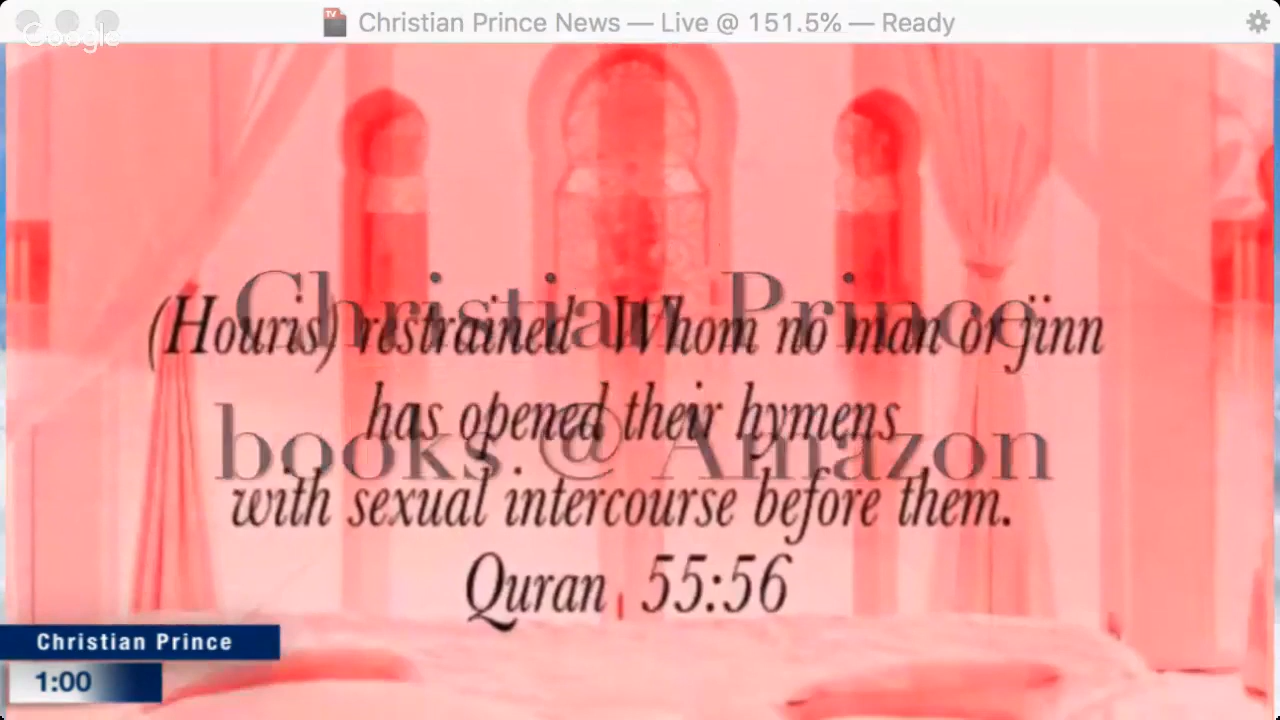 Christian Prince News — Live @ 151.5% — Ready
Google
TV
Christian Prince
(Houris) restrained Whom no man or jinn
has opened their hymens
books @ Amazon
with sexual intercourse before them.
Quran 55:56
Christian Prince
1:00